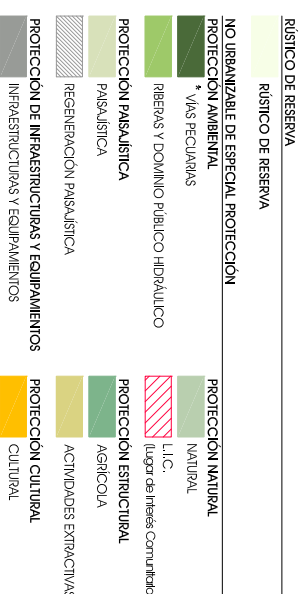 RÚSTICO DE RESERVA
RÚSTICO DE RESERVA
NO URBANIZABLE DE ESPECIAL PROTECCIÓN
PROTECCIÓN AMBIENTAL
* VÍAS PECUARIAS
RIBERAS Y DOMINIO PÚBLICO HIDRÁULICO
PROTECCIÓN PAISAJÍSTICA
PAISAJÍSTICA
REGENERACIÓN PAISAJÍSTICA
PROTECCIÓN DE INFRAESTRUCTURAS Y EQUIPAMIENTOS
INFRAESTRUCTURAS Y EQUIPAMIENTOS
PROTECCIÓN NATURAL
NATURAL
L.I.C.
(Lugar de Interés Comunitario
PROTECCIÓN ESTRUCTURAL
AGRÍCOLA
ACTIVIDADES EXTRACTIVAS
PROTECCIÓN CULTURAL
CULTURAL